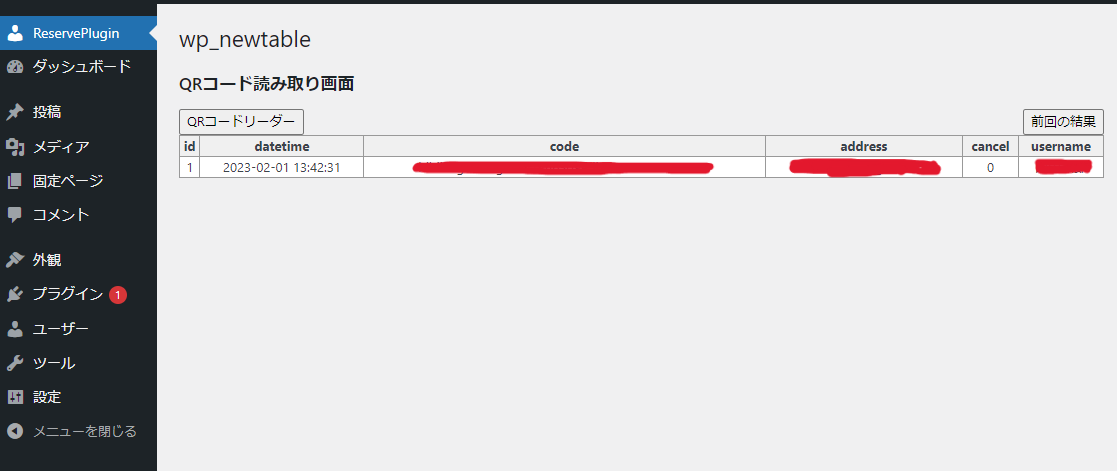 ReservePlugin
ダッシュボード
投稿
メディア
固定ページ
コメント
外観
プラグイン 1
ユーザー
ツール
設定
メニューを閉じる
wp_newtable
QRコード読み取り画面
QRコードリーダー 前回の結果
id datetime code address cancel username
1 2023-02-01 13:42:31 0